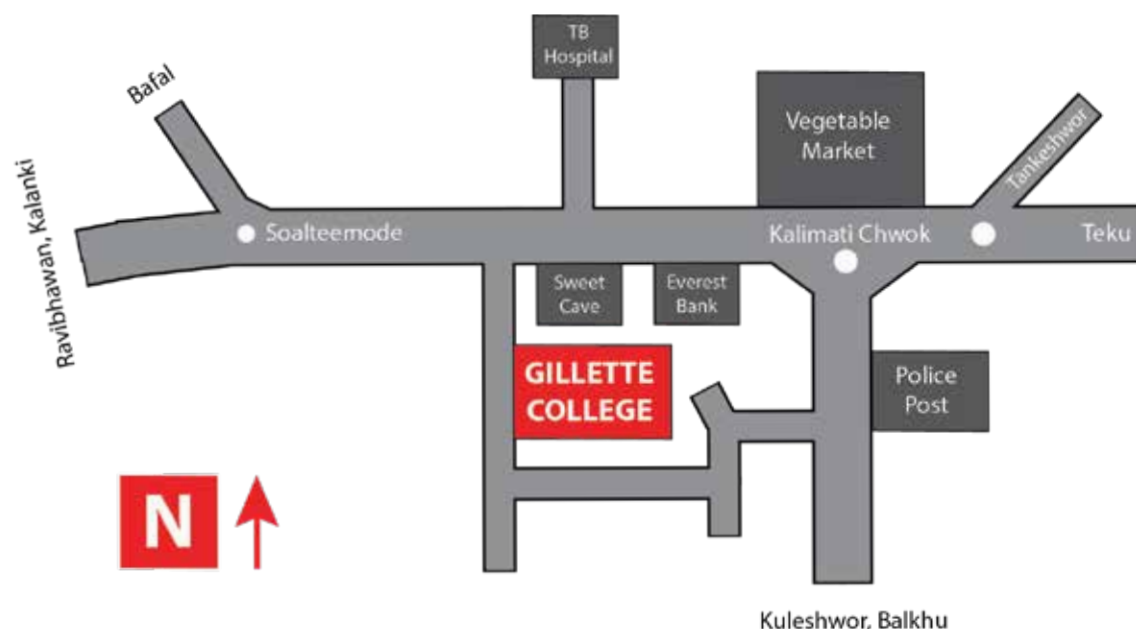 TB
Hospital
Bafal
Vegetable
Market
Tankeshwor
Ravibhawan, Kalanki
Soalteemode
Kalimati Chwok
Teku
Sweet
Cave
Everest
Bank
GILLETTE
COLLEGE
Police
Post
N
Kuleshwor, Balkhu